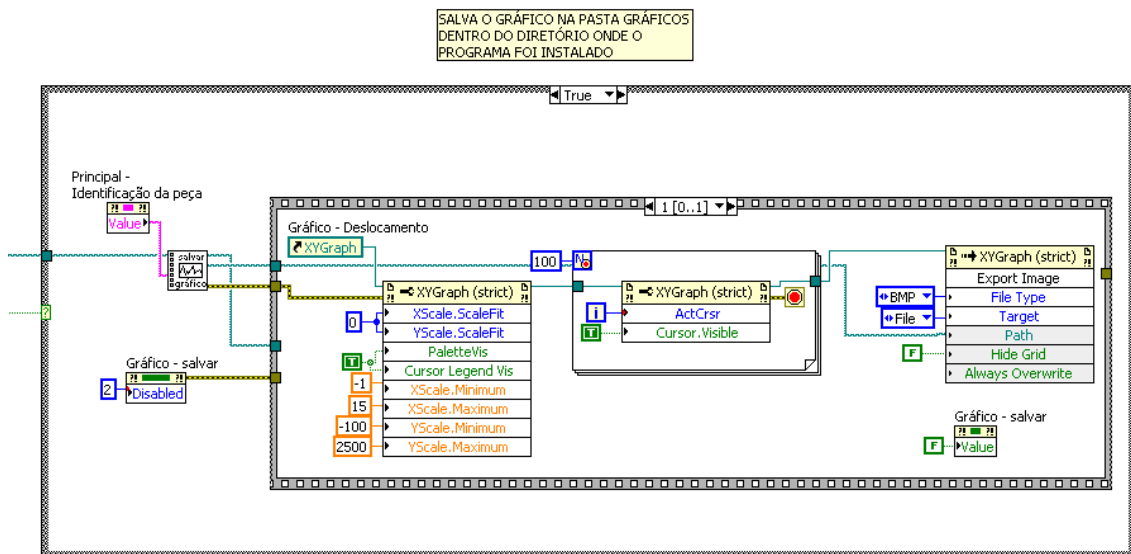 SALVA O GRÁFICO NA PASTA GRÁFICOS
DENTRO DO DIRETÓRIO ONDE O
PROGRAMA FOI INSTALADO
True
Principal -
Identificação da peça
?! ?!
Value
salvar
gráfico
?
Gráfico - salvar
?! ?!
2
Disabled
1 [0..1]
Gráfico - Deslocamento
XYGraph
?! XYGraph (strict) ?!
0
XScale.ScaleFit
YScale.ScaleFit
T
PaletteVis
Cursor Legend Vis
-1
XScale.Minimum
15
XScale.Maximum
-100
YScale.Minimum
2500
YScale.Maximum
100
N
?! XYGraph (strict) ?!
i
ActCrsr
T
Cursor.Visible
?! XYGraph (strict) ?!
Export Image
BMP
File Type
File
Target
Path
F
Hide Grid
Always Overwrite
Gráfico - salvar
?! ?!
F
Value